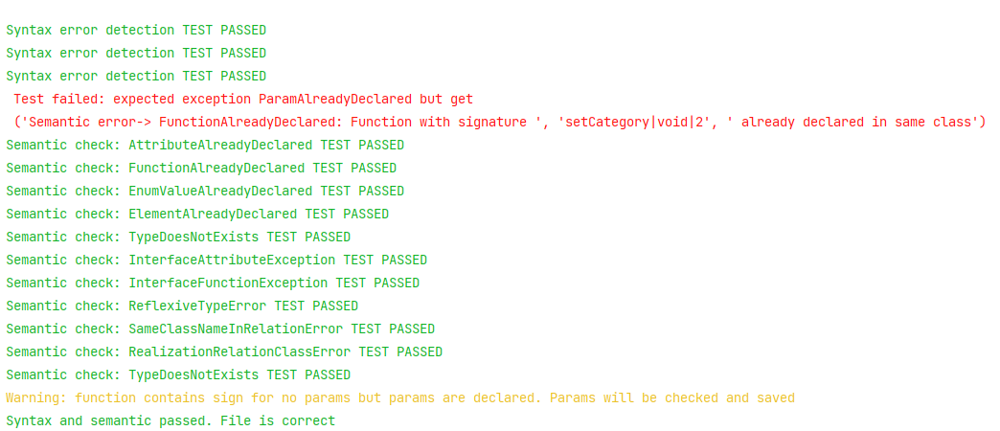 Syntax error detection TEST PASSED
Syntax error detection TEST PASSED
Syntax error detection TEST PASSED
Test failed: expected exception ParamAlreadyDeclared but get
('Semantic error-> FunctionAlreadyDeclared: Function with signature ', 'setCategory|void|2', ' already declared in same class')
Semantic check: AttributeAlreadyDeclared TEST PASSED
Semantic check: FunctionAlreadyDeclared TEST PASSED
Semantic check: EnumValueAlreadyDeclared TEST PASSED
Semantic check: ElementAlreadyDeclared TEST PASSED
Semantic check: TypeDoesNotExists TEST PASSED
Semantic check: InterfaceAttributeException TEST PASSED
Semantic check: InterfaceFunctionException TEST PASSED
Semantic check: ReflexiveTypeError TEST PASSED
Semantic check: SameClassNameInRelationError TEST PASSED
Semantic check: RealizationRelationClassError TEST PASSED
Semantic check: TypeDoesNotExists TEST PASSED
Warning: function contains sign for no params but params are declared. Params will be checked and saved
Syntax and semantic passed. File is correct